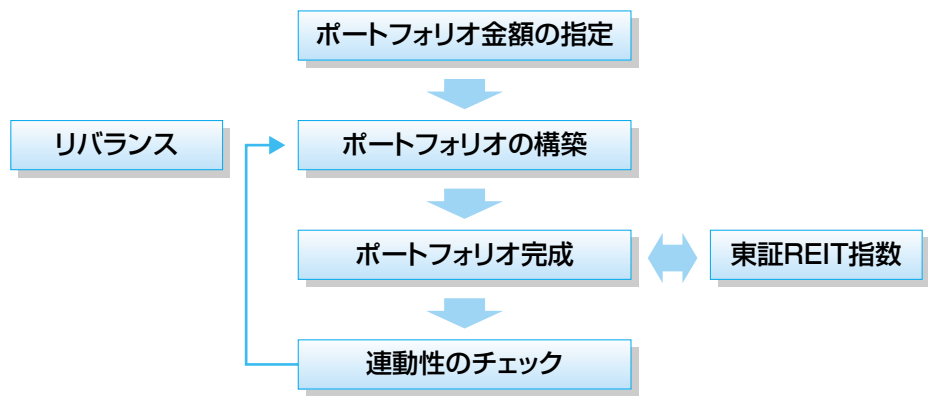 ポートフォリオ金額の指定
リバランス
ポートフォリオの構築
ポートフォリオ完成
東証REIT指数
連動性のチェック